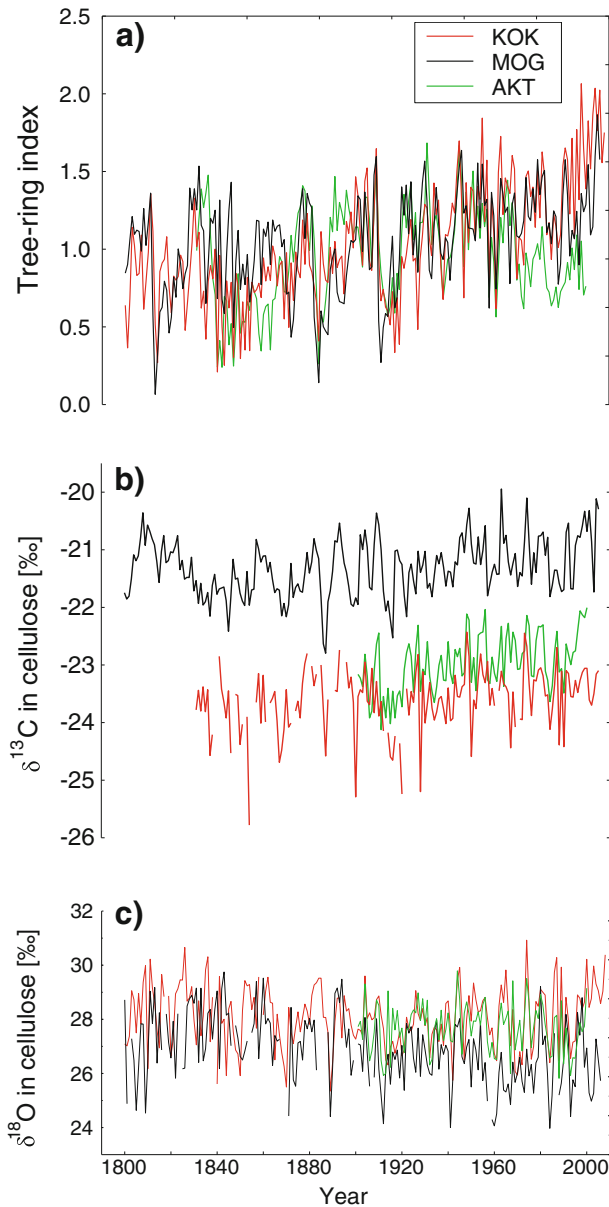 a)
Tree-ring index
2.5
2.0
1.5
1.0
0.5
0.0
KOK
MOG
AKT
b)
δ¹³C in cellulose [‰]
-20
-21
-22
-23
-24
-25
-26
c)
δ¹⁸O in cellulose [‰]
32
30
28
26
24
1800 1840 1880 1920 1960 2000
Year